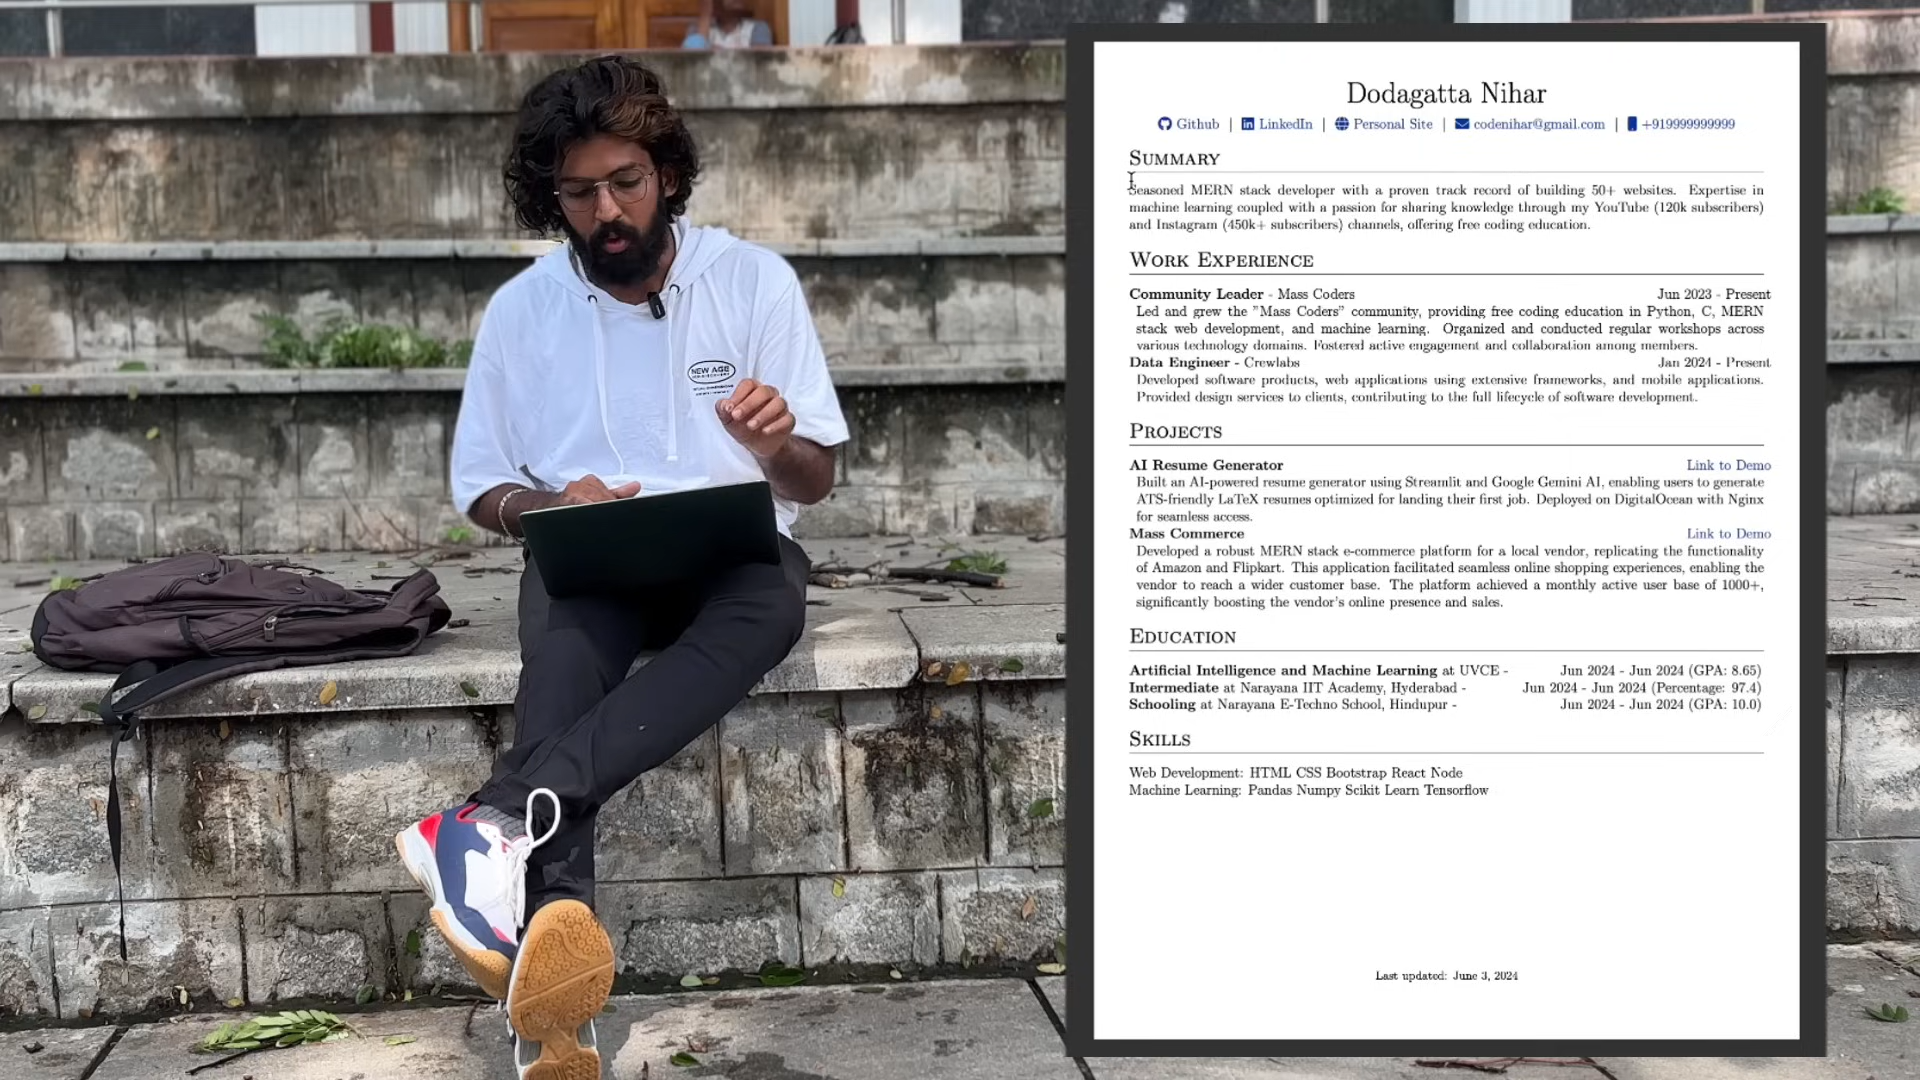 NEW AGE
Dodagatta Nihar
Github | LinkedIn | Personal Site | codenihar@gmail.com | +919999999999
SUMMARY
Seasoned MERN stack developer with a proven track record of building 50+ websites. Expertise in
machine learning coupled with a passion for sharing knowledge through my YouTube (120k subscribers)
and Instagram (450k+ subscribers) channels, offering free coding education.
WORK EXPERIENCE
Community Leader - Mass Coders Jun 2023 - Present
Led and grew the "Mass Coders" community, providing free coding education in Python, C, MERN
stack web development, and machine learning. Organized and conducted regular workshops across
various technology domains. Fostered active engagement and collaboration among members.
Data Engineer - Crewlabs Jan 2024 - Present
Developed software products, web applications using extensive frameworks, and mobile applications.
Provided design services to clients, contributing to the full lifecycle of software development.
PROJECTS
AI Resume Generator Link to Demo
Built an AI-powered resume generator using Streamlit and Google Gemini AI, enabling users to generate
ATS-friendly LaTeX resumes optimized for landing their first job. Deployed on DigitalOcean with Nginx
for seamless access.
Mass Commerce Link to Demo
Developed a robust MERN stack e-commerce platform for a local vendor, replicating the functionality
of Amazon and Flipkart. This application facilitated seamless online shopping experiences, enabling the
vendor to reach a wider customer base. The platform achieved a monthly active user base of 1000+,
significantly boosting the vendor's online presence and sales.
EDUCATION
Artificial Intelligence and Machine Learning at UVCE - Jun 2024 - Jun 2024 (GPA: 8.65)
Intermediate at Narayana IIT Academy, Hyderabad - Jun 2024 - Jun 2024 (Percentage: 97.4)
Schooling at Narayana E-Techno School, Hindupur - Jun 2024 - Jun 2024 (GPA: 10.0)
SKILLS
Web Development: HTML CSS Bootstrap React Node
Machine Learning: Pandas Numpy Scikit Learn Tensorflow
Last updated: June 3, 2024